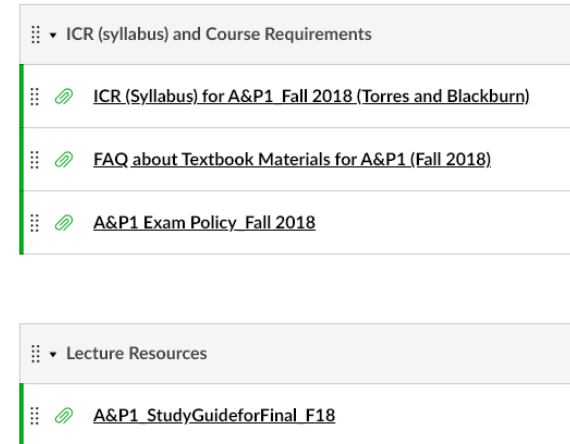 ICR (syllabus) and Course Requirements
ICR (Syllabus) for A&P1_Fall 2018 (Torres and Blackburn)
FAQ about Textbook Materials for A&P1 (Fall 2018)
A&P1 Exam Policy_Fall 2018
Lecture Resources
A&P1_StudyGuideforFinal_F18